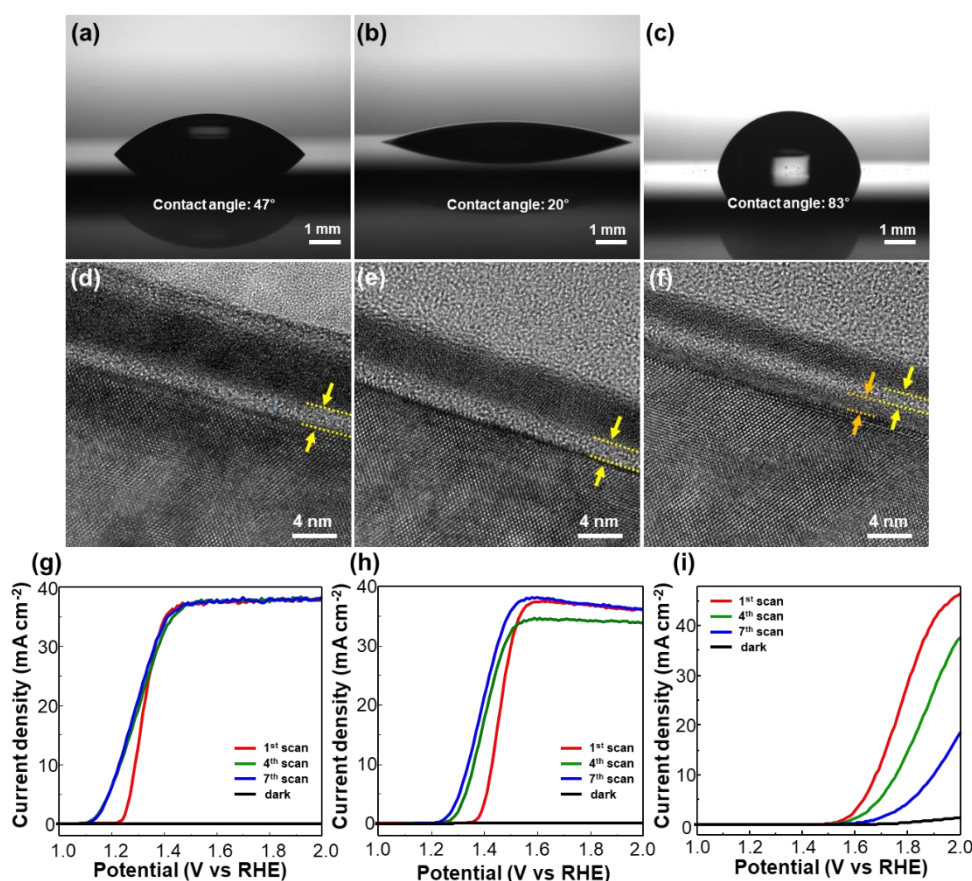 (a)
Contact angle: 47°
1 mm
(b)
Contact angle: 20°
1 mm
(c)
Contact angle: 83°
1 mm
(d)
4 nm
(e)
4 nm
(f)
4 nm
(g)
Current density (mA cm⁻²)
40
30
20
10
0
1st scan
4th scan
7th scan
dark
1.0 1.2 1.4 1.6 1.8 2.0
Potential (V vs RHE)
(h)
Current density (mA cm⁻²)
40
30
20
10
0
1st scan
4th scan
7th scan
dark
1.0 1.2 1.4 1.6 1.8 2.0
Potential (V vs RHE)
(i)
Current density (mA cm⁻²)
40
30
20
10
0
1st scan
4th scan
7th scan
dark
1.0 1.2 1.4 1.6 1.8 2.0
Potential (V vs RHE)